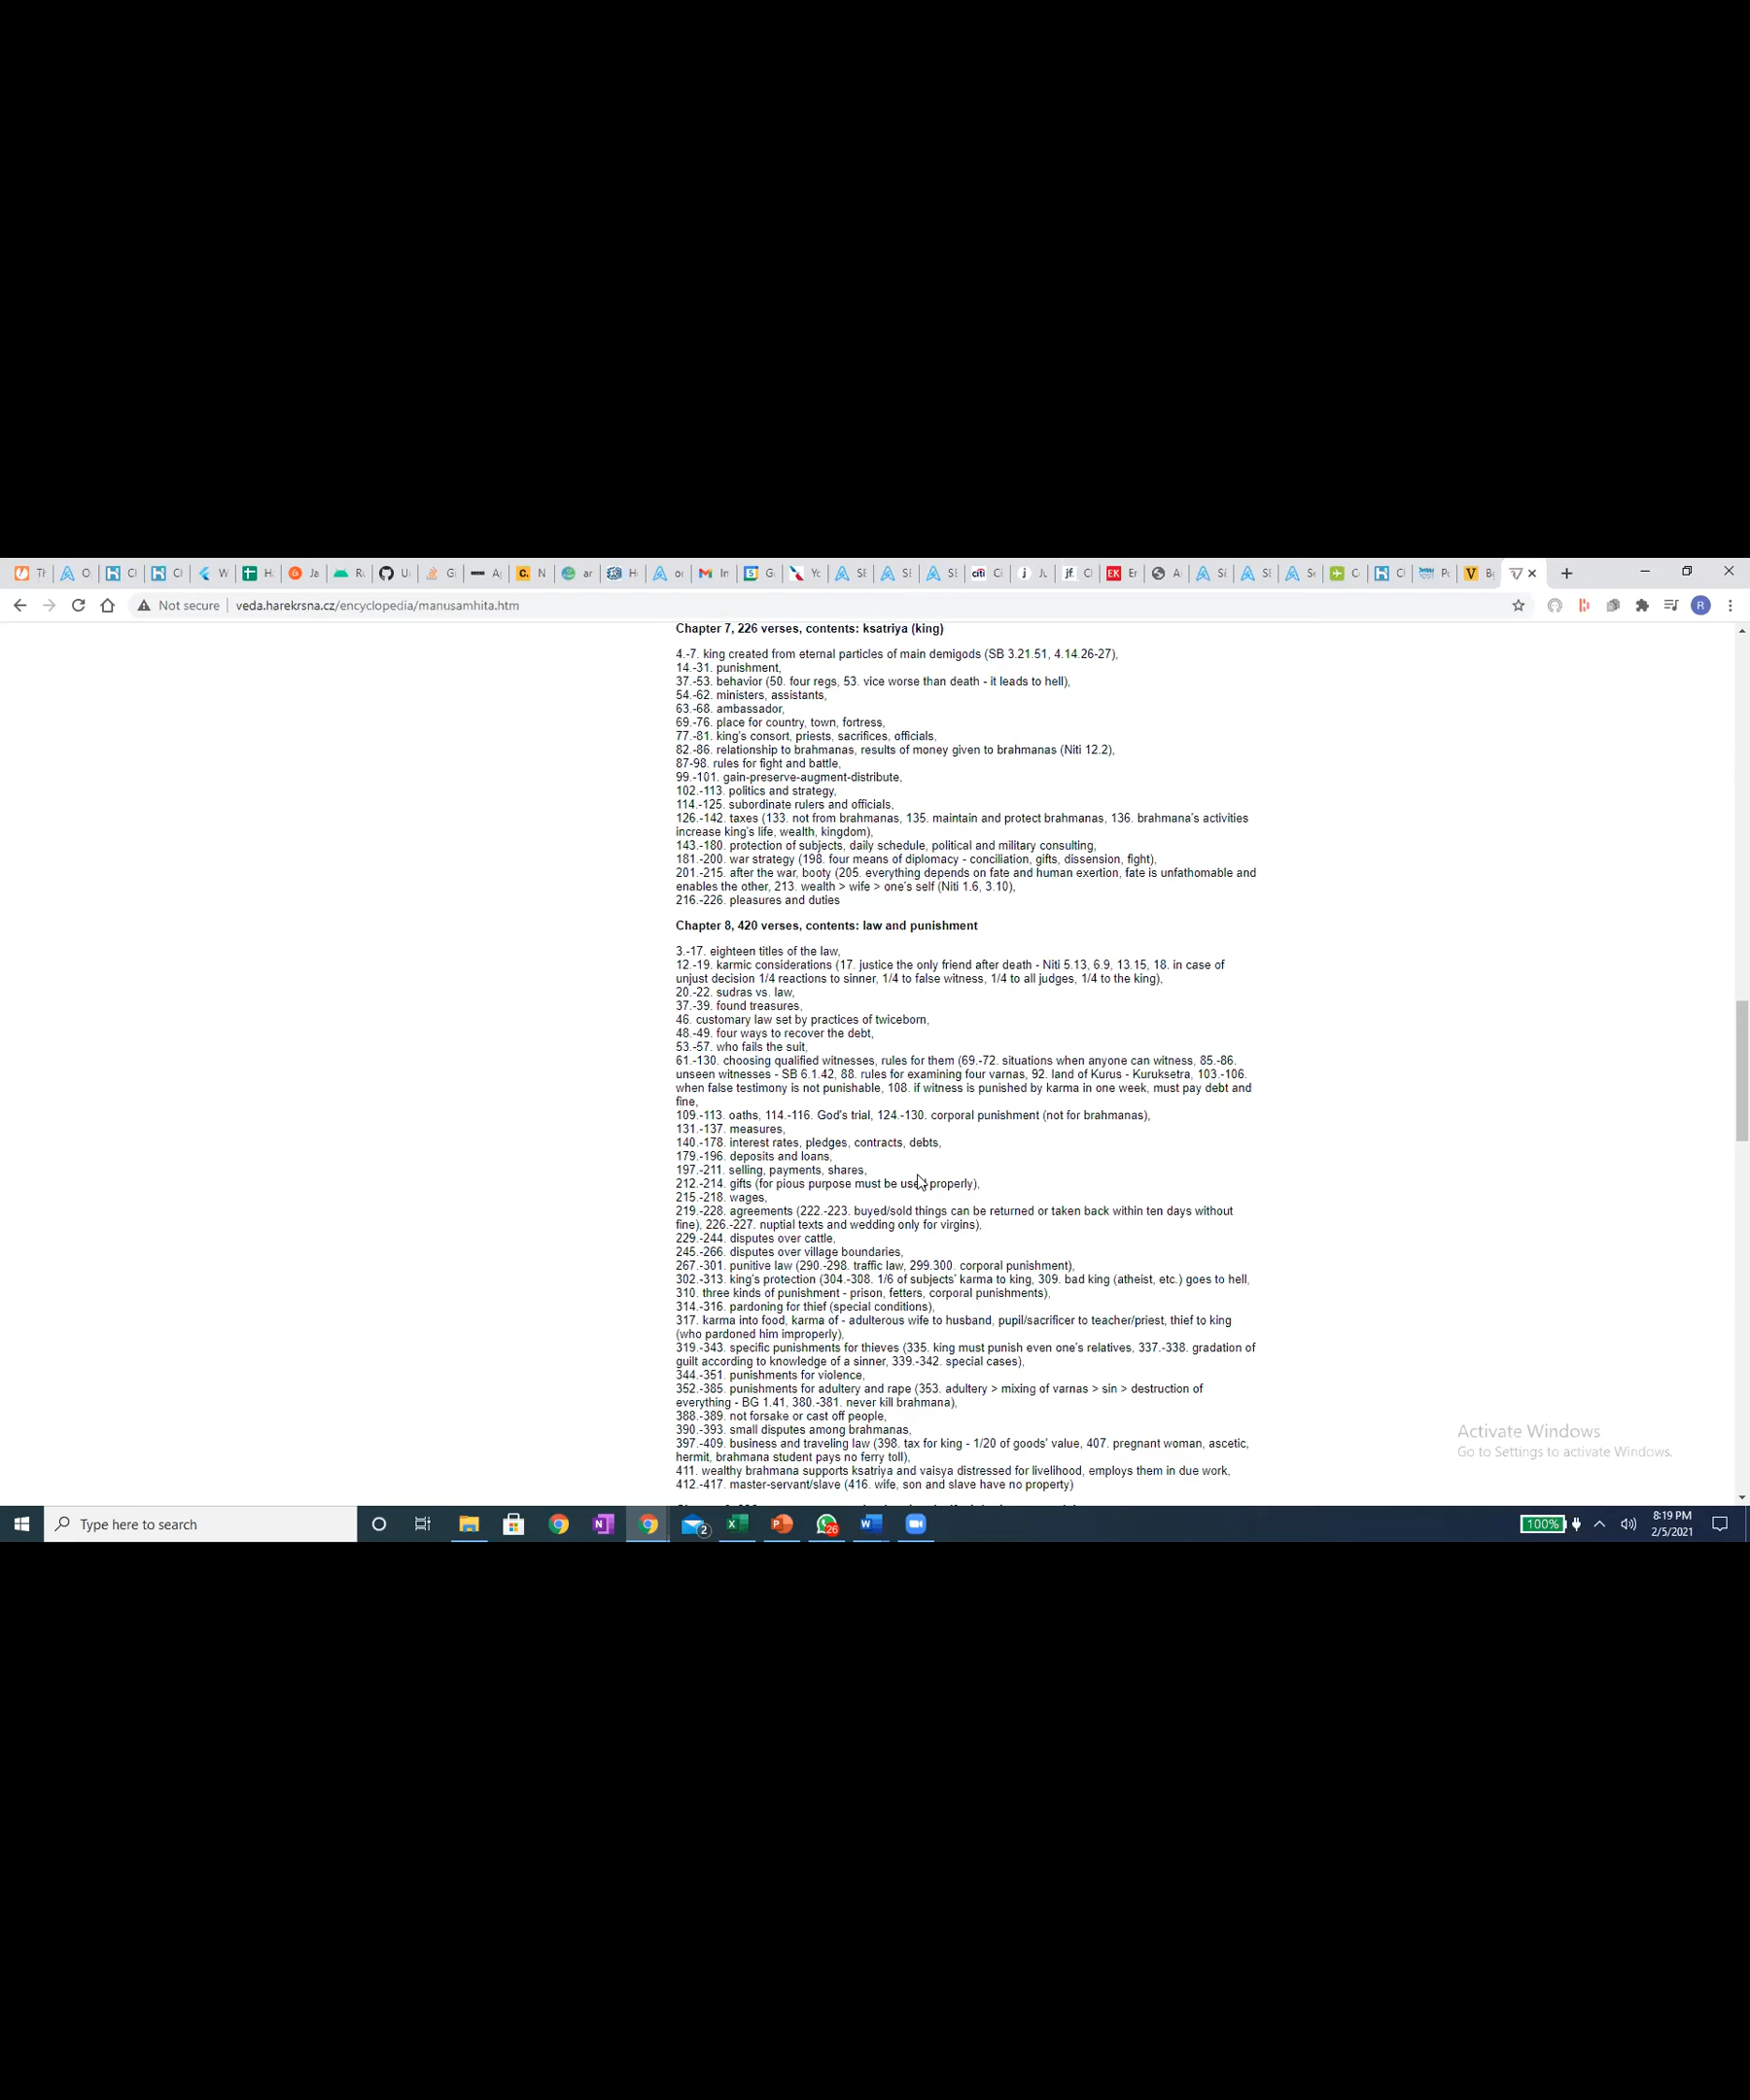 Th
O
Cl
Cl
W
Ha
Ja
Ru
U
Gi
A
N
ar
H
or
In
G
Yo
SE
SE
SE
citi
Ci
j
Ju
jf.
Cl
EK
Er
A
Si
SE
Se
C
Cl
Po
V
Not secure
veda.harekrsna.cz/encyclopedia/manusamhita.htm
R
Chapter 7, 226 verses, contents: ksatriya (king)
4.-7. king created from eternal particles of main demigods (SB 3.21.51, 4.14.26-27),
14.-31. punishment,
37.-53. behavior (50. four regs, 53. vice worse than death - it leads to hell),
54.-62. ministers, assistants,
63.-68. ambassador,
69.-76. place for country, town, fortress,
77.-81. king's consort, priests, sacrifices, officials,
82.-86. relationship to brahmanas, results of money given to brahmanas (Niti 12.2),
87-98. rules for fight and battle,
99.-101. gain-preserve-augment-distribute,
102.-113. politics and strategy,
114.-125. subordinate rulers and officials,
126.-142. taxes (133. not from brahmanas, 135. maintain and protect brahmanas, 136. brahmana's activities
increase king's life, wealth, kingdom),
143.-180. protection of subjects, daily schedule, political and military consulting,
181.-200. war strategy (198. four means of diplomacy - conciliation, gifts, dissension, fight),
201.-215. after the war, booty (205. everything depends on fate and human exertion, fate is unfathomable and
enables the other, 213. wealth > wife > one's self (Niti 1.6, 3.10),
216.-226. pleasures and duties
Chapter 8, 420 verses, contents: law and punishment
3.-17. eighteen titles of the law,
12.-19. karmic considerations (17. justice the only friend after death - Niti 5.13, 6.9, 13.15, 18. in case of
unjust decision 1/4 reactions to sinner, 1/4 to false witness, 1/4 to all judges, 1/4 to the king),
20.-22. sudras vs. law,
37.-39. found treasures,
46. customary law set by practices of twiceborn,
48.-49. four ways to recover the debt,
53.-57. who fails the suit,
61.-130. choosing qualified witnesses, rules for them (69.-72. situations when anyone can witness, 85.-86.
unseen witnesses - SB 6.1.42, 88. rules for examining four varnas, 92. land of Kurus - Kuruksetra, 103.-106.
when false testimony is not punishable, 108. if witness is punished by karma in one week, must pay debt and
fine,
109.-113. oaths, 114.-116. God's trial, 124.-130. corporal punishment (not for brahmanas),
131.-137. measures,
140.-178. interest rates, pledges, contracts, debts,
179.-196. deposits and loans,
197.-211. selling, payments, shares,
212.-214. gifts (for pious purpose must be used properly),
215.-218. wages,
219.-228. agreements (222.-223. buyed/sold things can be returned or taken back within ten days without
fine), 226.-227. nuptial texts and wedding only for virgins),
229.-244. disputes over cattle,
245.-266. disputes over village boundaries,
267.-301. punitive law (290.-298. traffic law, 299.300. corporal punishment),
302.-313. king's protection (304.-308. 1/6 of subjects' karma to king, 309. bad king (atheist, etc.) goes to hell,
310. three kinds of punishment - prison, fetters, corporal punishments),
314.-316. pardoning for thief (special conditions),
317. karma into food, karma of - adulterous wife to husband, pupil/sacrificer to teacher/priest, thief to king
(who pardoned him improperly),
319.-343. specific punishments for thieves (335. king must punish even one's relatives, 337.-338. gradation of
guilt according to knowledge of a sinner, 339.-342. special cases),
344.-351. punishments for violence,
352.-385. punishments for adultery and rape (353. adultery > mixing of varnas > sin > destruction of
everything - BG 1.41, 380.-381. never kill brahmana),
388.-389. not forsake or cast off people,
390.-393. small disputes among brahmanas,
397.-409. business and traveling law (398. tax for king - 1/20 of goods' value, 407. pregnant woman, ascetic,
hermit, brahmana student pays no ferry toll),
411. wealthy brahmana supports ksatriya and vaisya distressed for livelihood, employs them in due work,
412.-417. master-servant/slave (416. wife, son and slave have no property)
Activate Windows
Go to Settings to activate Windows.
Type here to search
2
26
100%
8:19 PM
2/5/2021